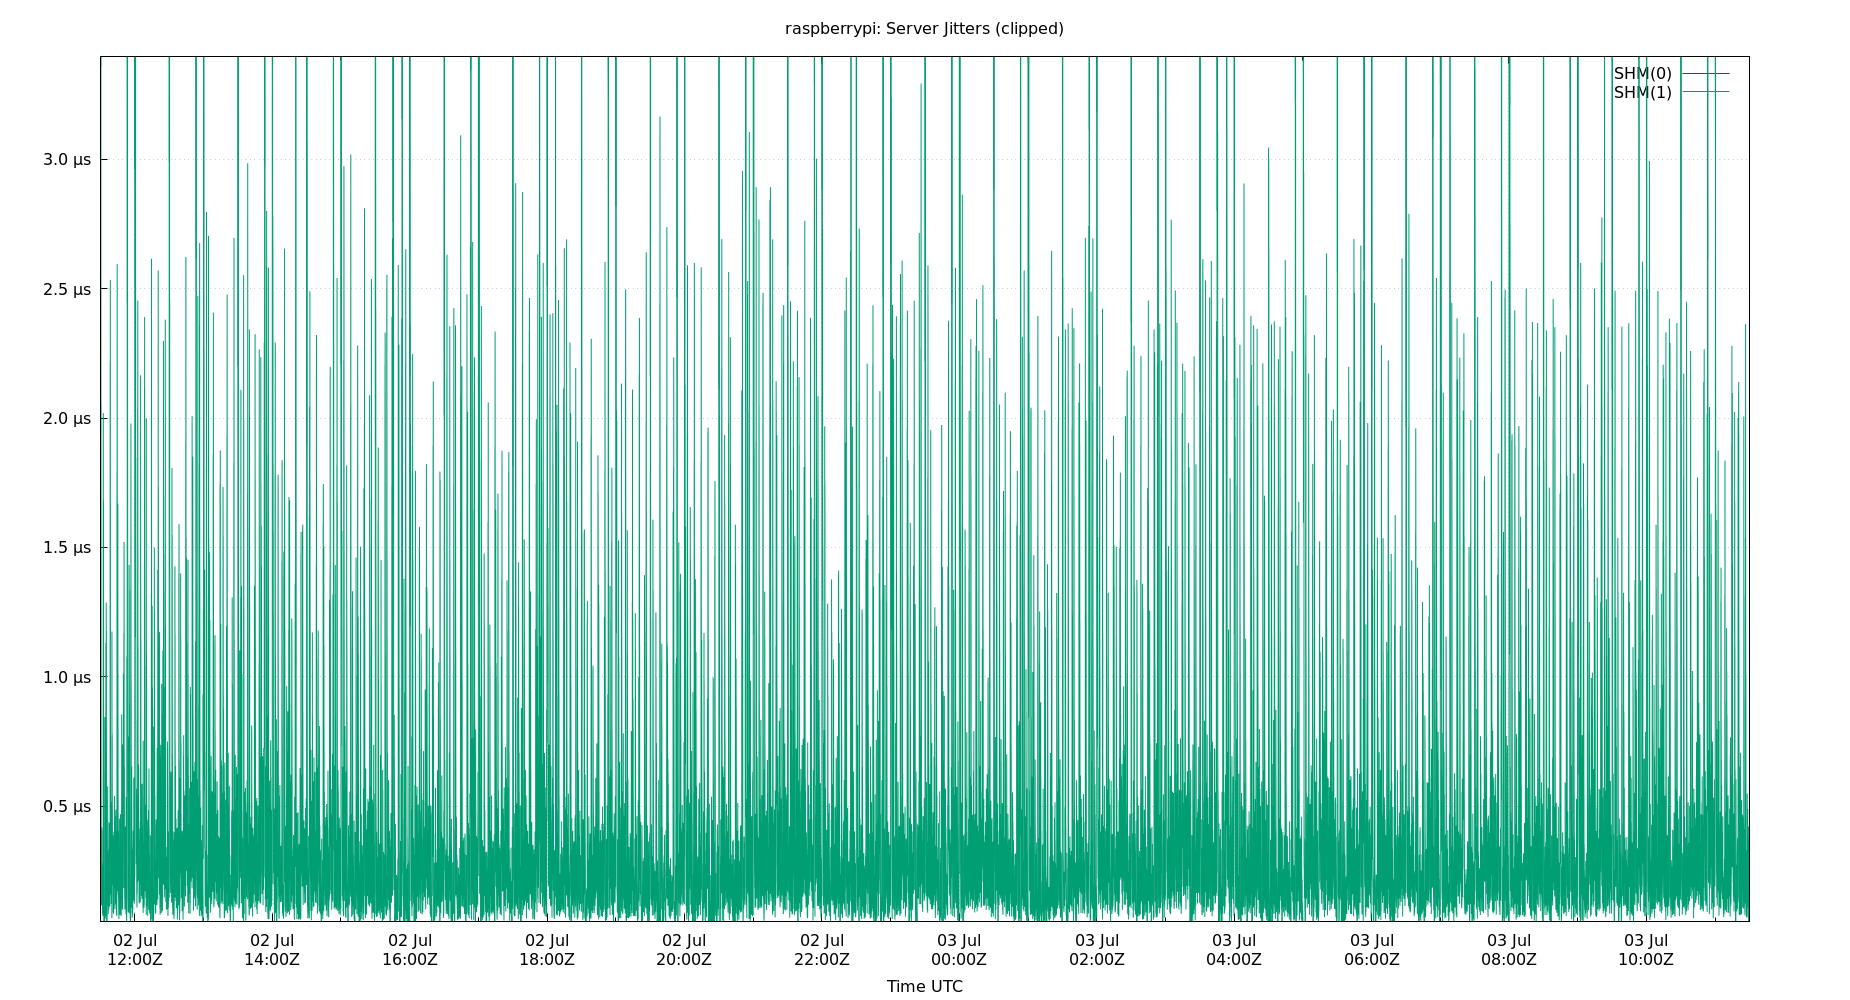 raspberrypi: Server Jitters (clipped)
SHM(0)
SHM(1)
3.0 µs
2.5 µs
2.0 µs
1.5 µs
1.0 µs
0.5 µs
02 Jul 02 Jul 02 Jul 02 Jul 02 Jul 02 Jul 03 Jul 03 Jul 03 Jul 03 Jul 03 Jul 03 Jul
12:00Z 14:00Z 16:00Z 18:00Z 20:00Z 22:00Z 00:00Z 02:00Z 04:00Z 06:00Z 08:00Z 10:00Z
Time UTC